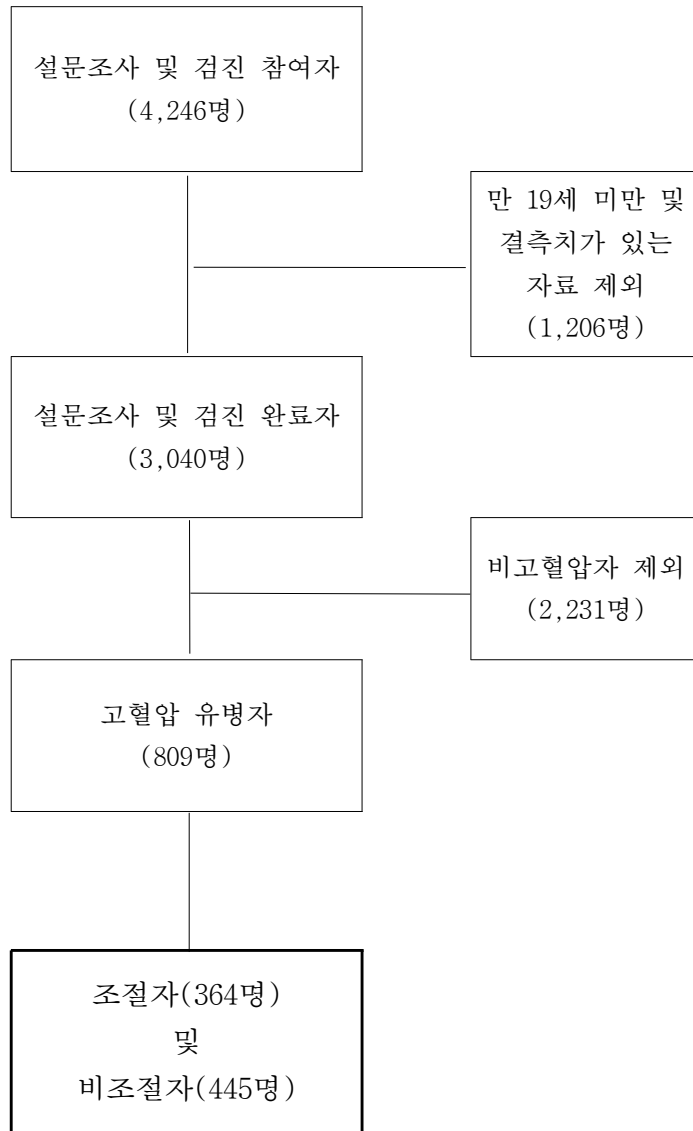 설문조사 및 검진 참여자
(4,246명)
만 19세 미만 및
결측치가 있는
자료 제외
(1,206명)
설문조사 및 검진 완료자
(3,040명)
비고혈압자 제외
(2,231명)
고혈압 유병자
(809명)
조절자(364명)
및
비조절자(445명)